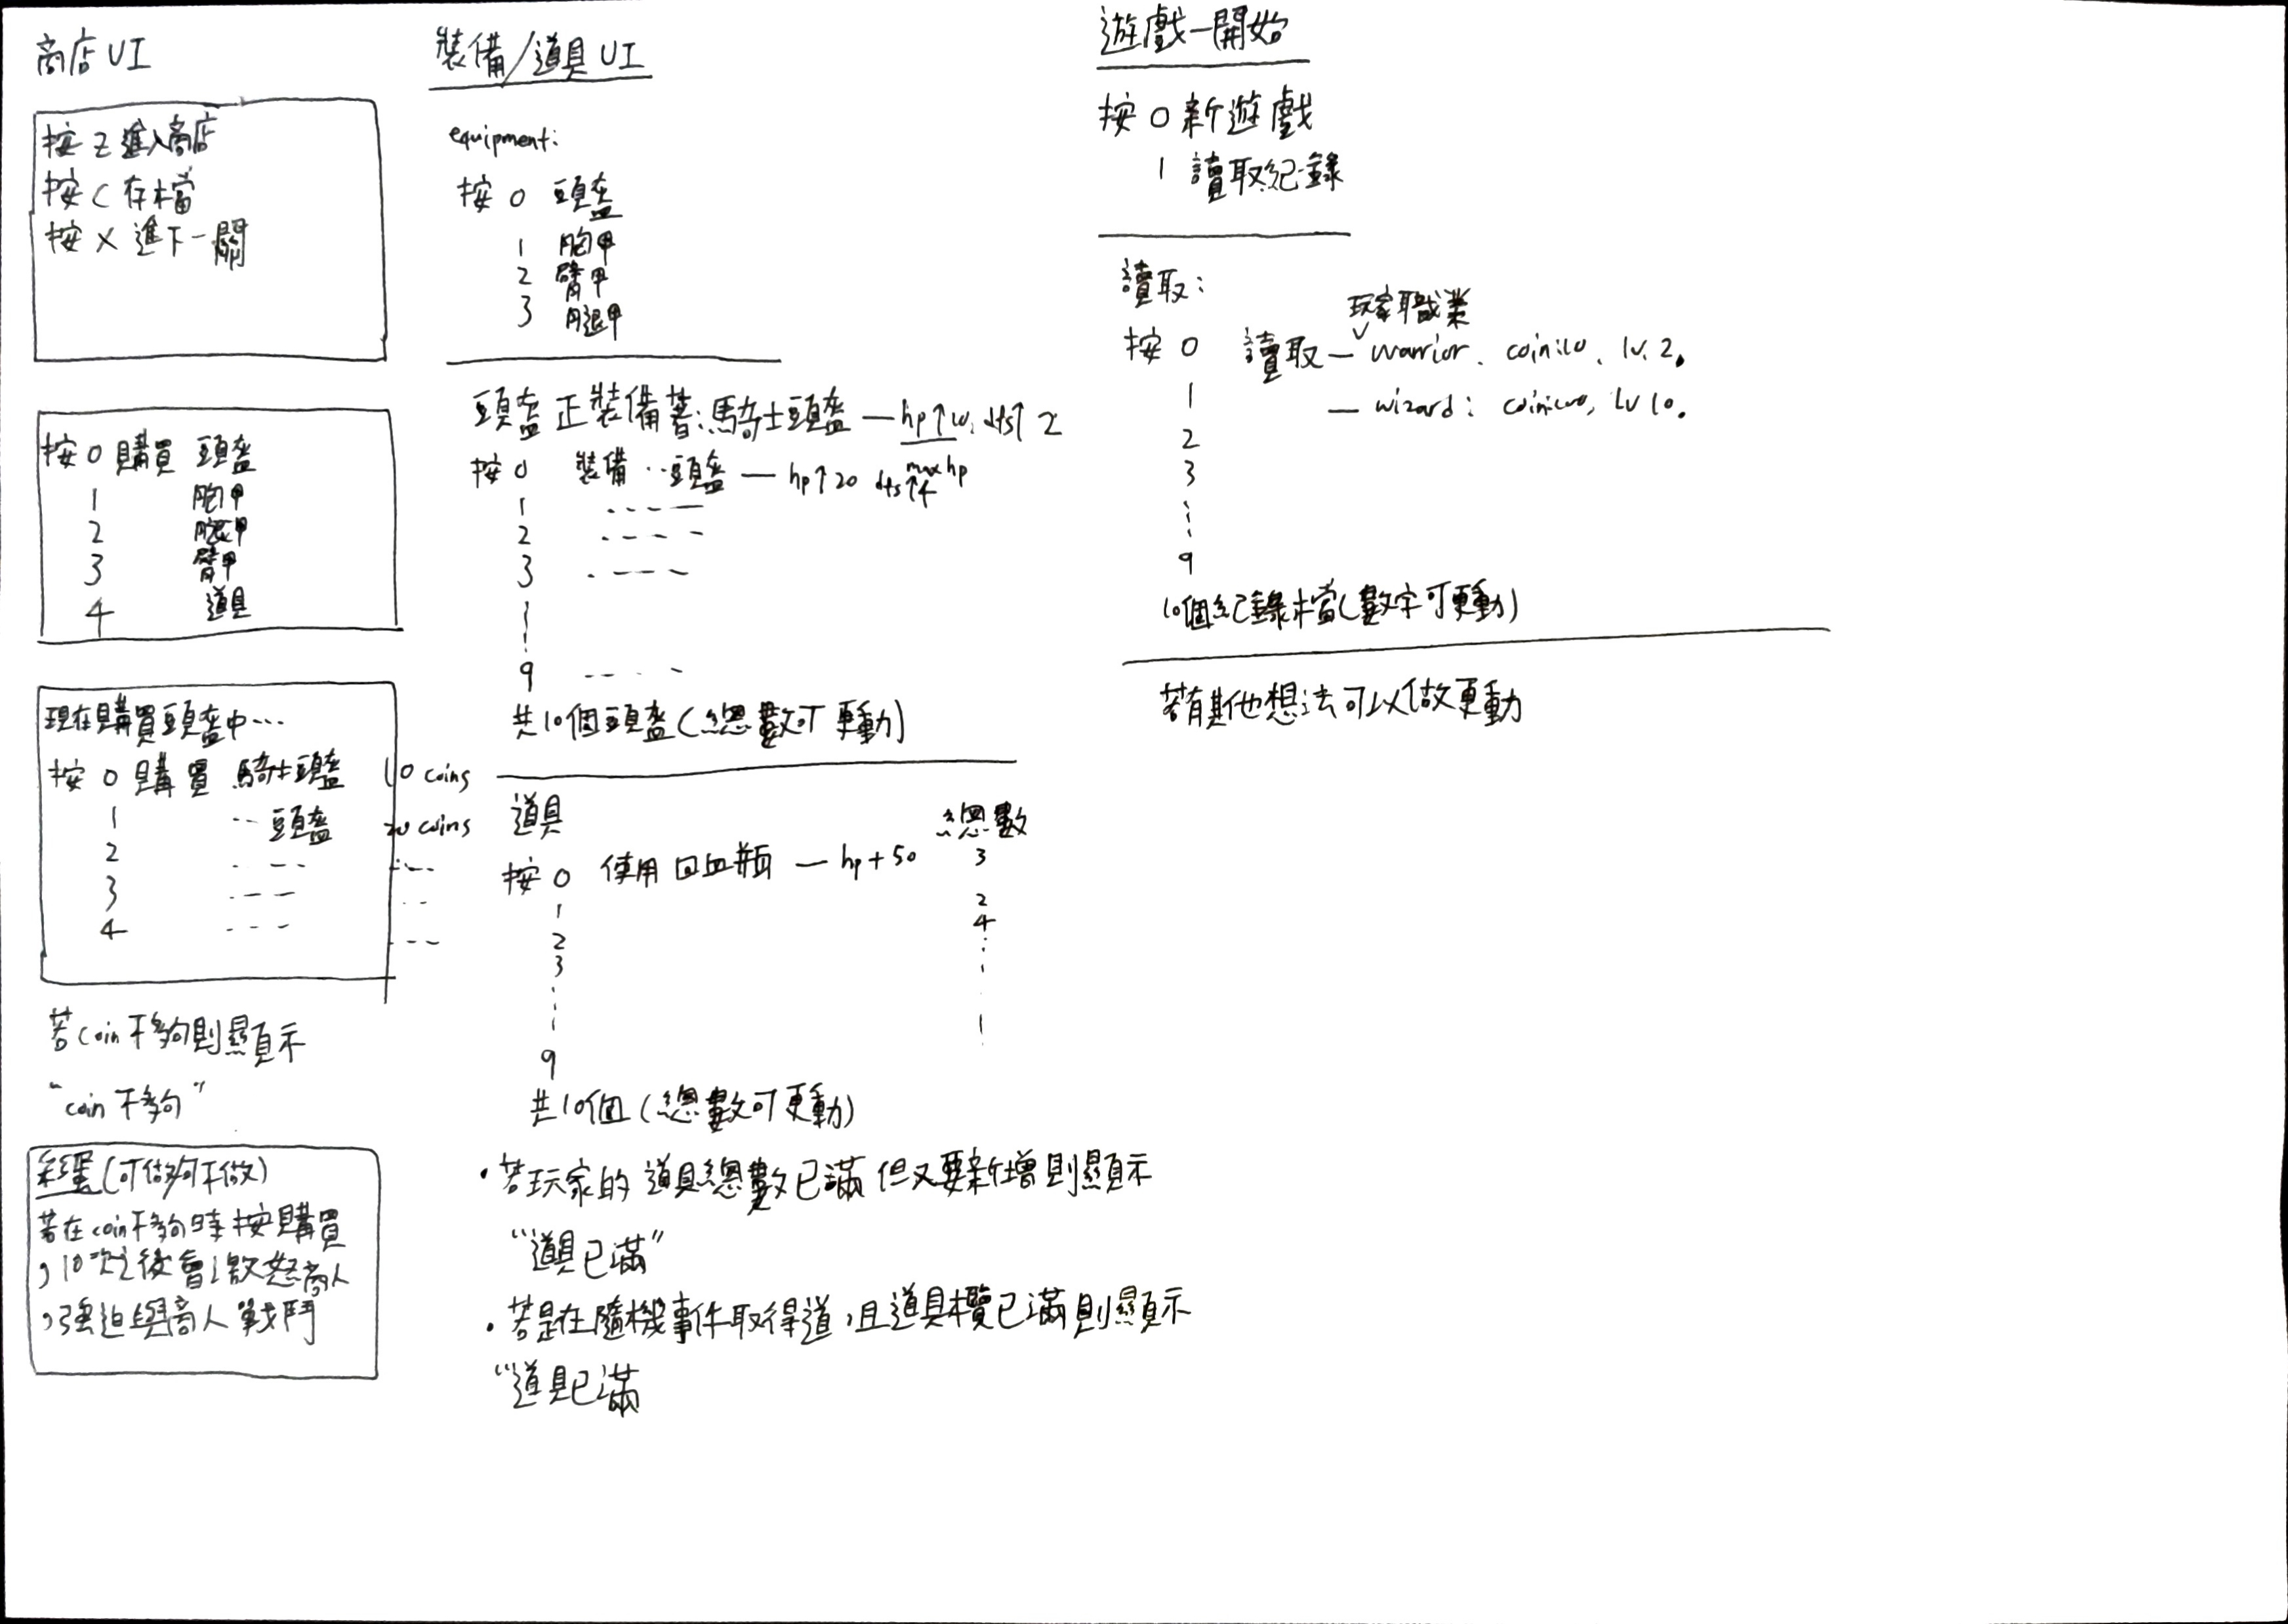 商店 UI
按 Z 進入商店
按 C 存檔
按 X 進下一關
按 0 購買 頭盔
1 胸甲
2 腿甲
3 臂甲
4 道具
現在購買頭盔中...
按 0 購買 騎士頭盔 10 coins
1 -- 頭盔 20 coins
2 ---- ----
3 ---- --
4 ---- ---
若 coin 不夠則顯示
"coin 不夠"
彩蛋(可做可不做)
若在coin不夠時按購買
,10次之後會激怒商人
,強迫與商人戰鬥
裝備/道具 UI
equipment:
按 0 頭盔
1 胸甲
2 臂甲
3 腿甲
頭盔 正裝備著:騎士頭盔 — hp↑10, dfs↑ 2
按 0 裝備 ··頭盔 — hp↑20 dfs↑4
max hp
1 ----
2 ----
3 ----
9 ----
共10個頭盔(總數可更動)
道具 總數
按 0 使用 回血瓶 — hp+50 3
1 2
2 4
3
9 1
共10個(總數可更動)
·若玩家的道具總數已滿但又要新增則顯示
"道具已滿"
·若是在隨機事件取得道,且道具欄已滿則顯示
"道具已滿
遊戲一開始
按 0 新遊戲
1 讀取紀錄
讀取:
玩家職業
按 0 讀取 — warrior. coin:10. lv.2.
1 — wizard: coin:100, lv 10.
2
3
9
10個紀錄檔(數字可更動)
若有其他想法可以做更動